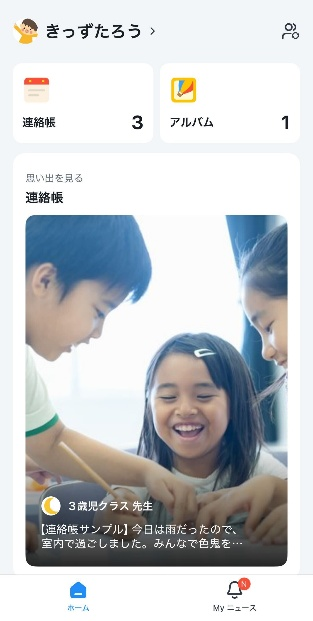 きっずたろう
連絡帳 3
アルバム 1
思い出を見る
連絡帳
3歳児クラス 先生
【連絡帳サンプル】 今日は雨だったので、
室内で過ごしました。みんなで色鬼を…
N
ホーム
My ニュース